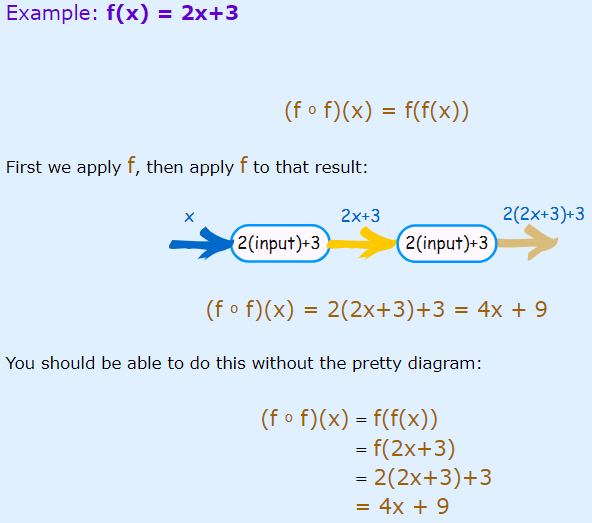 Example: f(x) = 2x+3
(f º f)(x) = f(f(x))
First we apply f, then apply f to that result:
x 2x+3 2(2x+3)+3
2(input)+3 2(input)+3
(f º f)(x) = 2(2x+3)+3 = 4x + 9
You should be able to do this without the pretty diagram:
(f º f)(x) = f(f(x))
= f(2x+3)
= 2(2x+3)+3
= 4x + 9